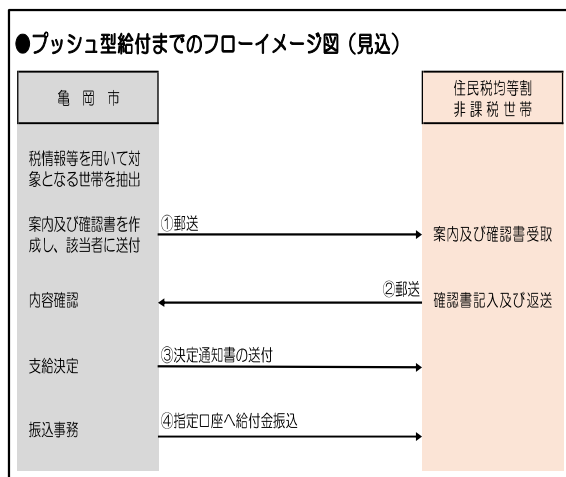 ●プッシュ型給付までのフローイメージ図（見込）
亀岡市
住民税均等割
非課税世帯
税情報等を用いて対
象となる世帯を抽出
案内及び確認書を作
成し、該当者に送付
①郵送
案内及び確認書受取
内容確認
②郵送
確認書記入及び返送
支給決定
③決定通知書の送付
振込事務
④指定口座へ給付金振込